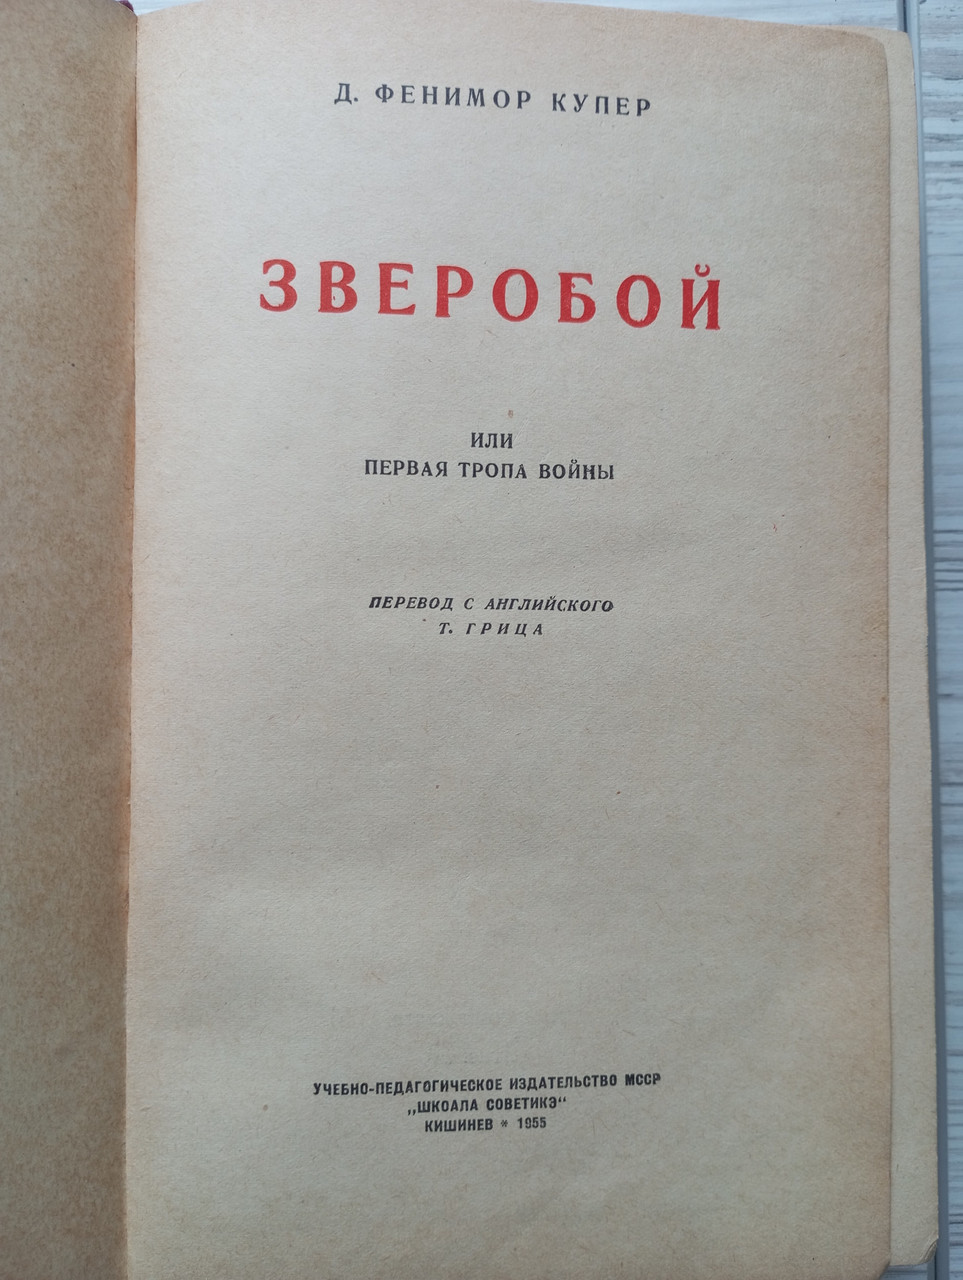 Д. ФЕНИМОР КУПЕР
ЗВЕРОБОЙ
ИЛИ
ПЕРВАЯ ТРОПА ВОЙНЫ
ПЕРЕВОД С АНГЛИЙСКОГО
Т. ГРИЦА
УЧЕБНО-ПЕДАГОГИЧЕСКОЕ ИЗДАТЕЛЬСТВО МССР
„ШКОАЛА СОВЕТИКЭ“
КИШИНЕВ * 1955